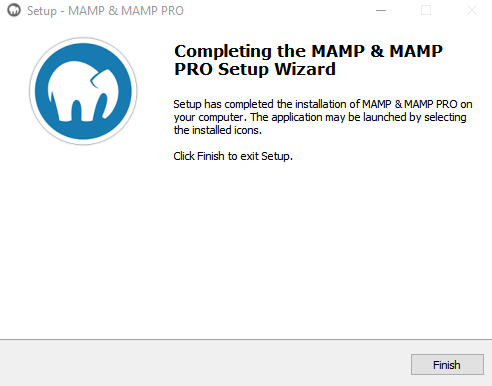 Setup - MAMP & MAMP PRO
Completing the MAMP & MAMP
PRO Setup Wizard
Setup has completed the installation of MAMP & MAMP PRO on
your computer. The application may be launched by selecting
the installed icons.
Click Finish to exit Setup.
Finish